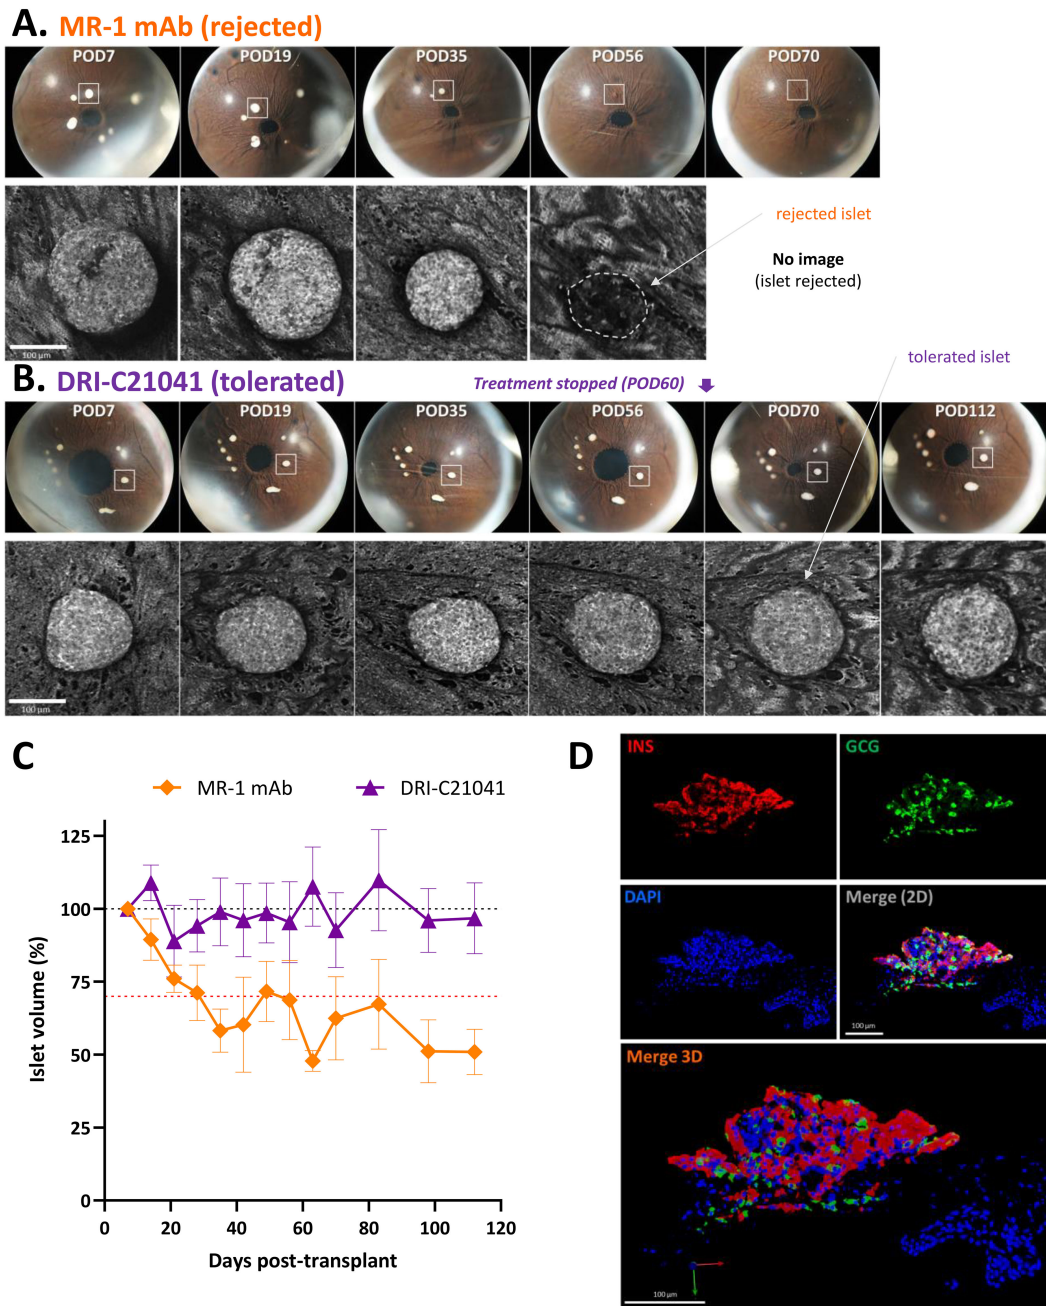 A. MR-1 mAb (rejected)
POD7 POD19 POD35 POD56 POD70
rejected islet
No image
(islet rejected)
100 µm
tolerated islet
B. DRI-C21041 (tolerated)
Treatment stopped (POD60)
POD7 POD19 POD35 POD56 POD70 POD112
100 µm
C
MR-1 mAb DRI-C21041
125
100
75
50
25
0
Islet volume (%)
0 20 40 60 80 100 120
Days post-transplant
D
INS GCG
DAPI Merge (2D)
100 µm
Merge 3D
100 µm